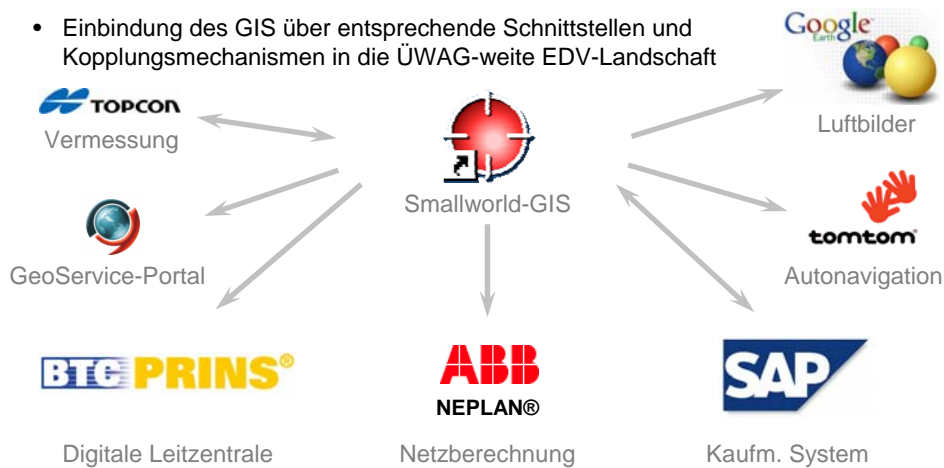 • Einbindung des GIS über entsprechende Schnittstellen und
Kopplungsmechanismen in die ÜWAG-weite EDV-Landschaft
Google
Earth
TOPCON
Vermessung
Luftbilder
Smallworld-GIS
tomtom
GeoService-Portal
Autonavigation
BTC PRINS®
ABB
NEPLAN®
SAP
Digitale Leitzentrale
Netzberechnung
Kaufm. System